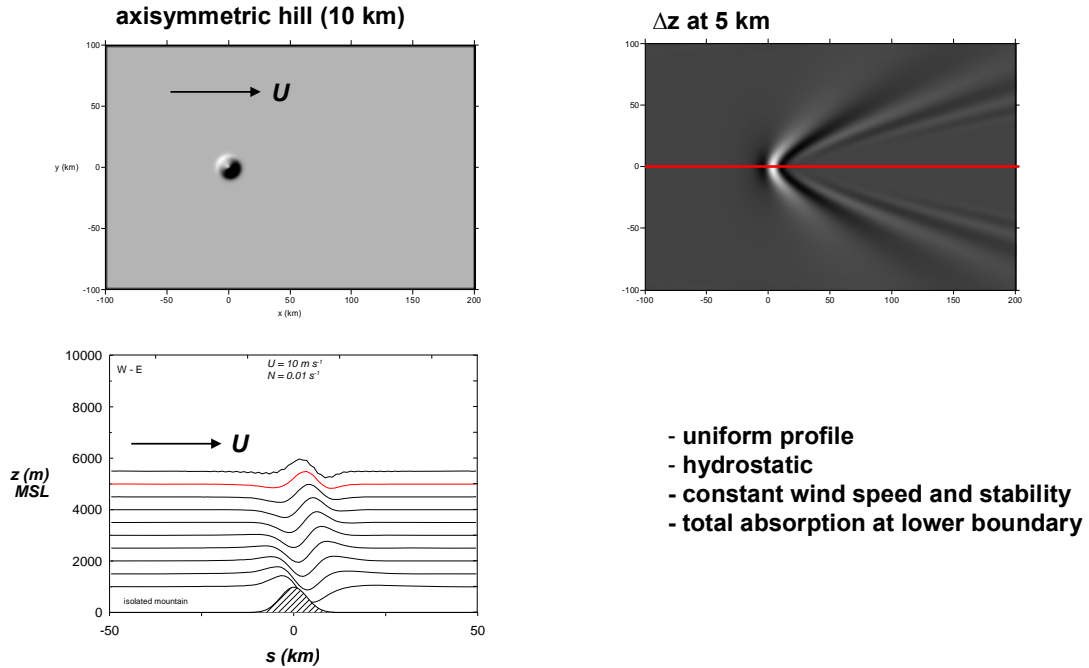 axisymmetric hill (10 km)
100
50
0
-50
-100
y (km)
U
-100
-50
0
50
100
150
200
x (km)
Δz at 5 km
100
50
0
-50
-100
-100
-50
0
50
100
150
200
10000
8000
6000
4000
2000
0
z (m)
MSL
W - E
U = 10 m s-1
N = 0.01 s-1
U
isolated mountain
-50
0
50
s (km)
- uniform profile
- hydrostatic
- constant wind speed and stability
- total absorption at lower boundary